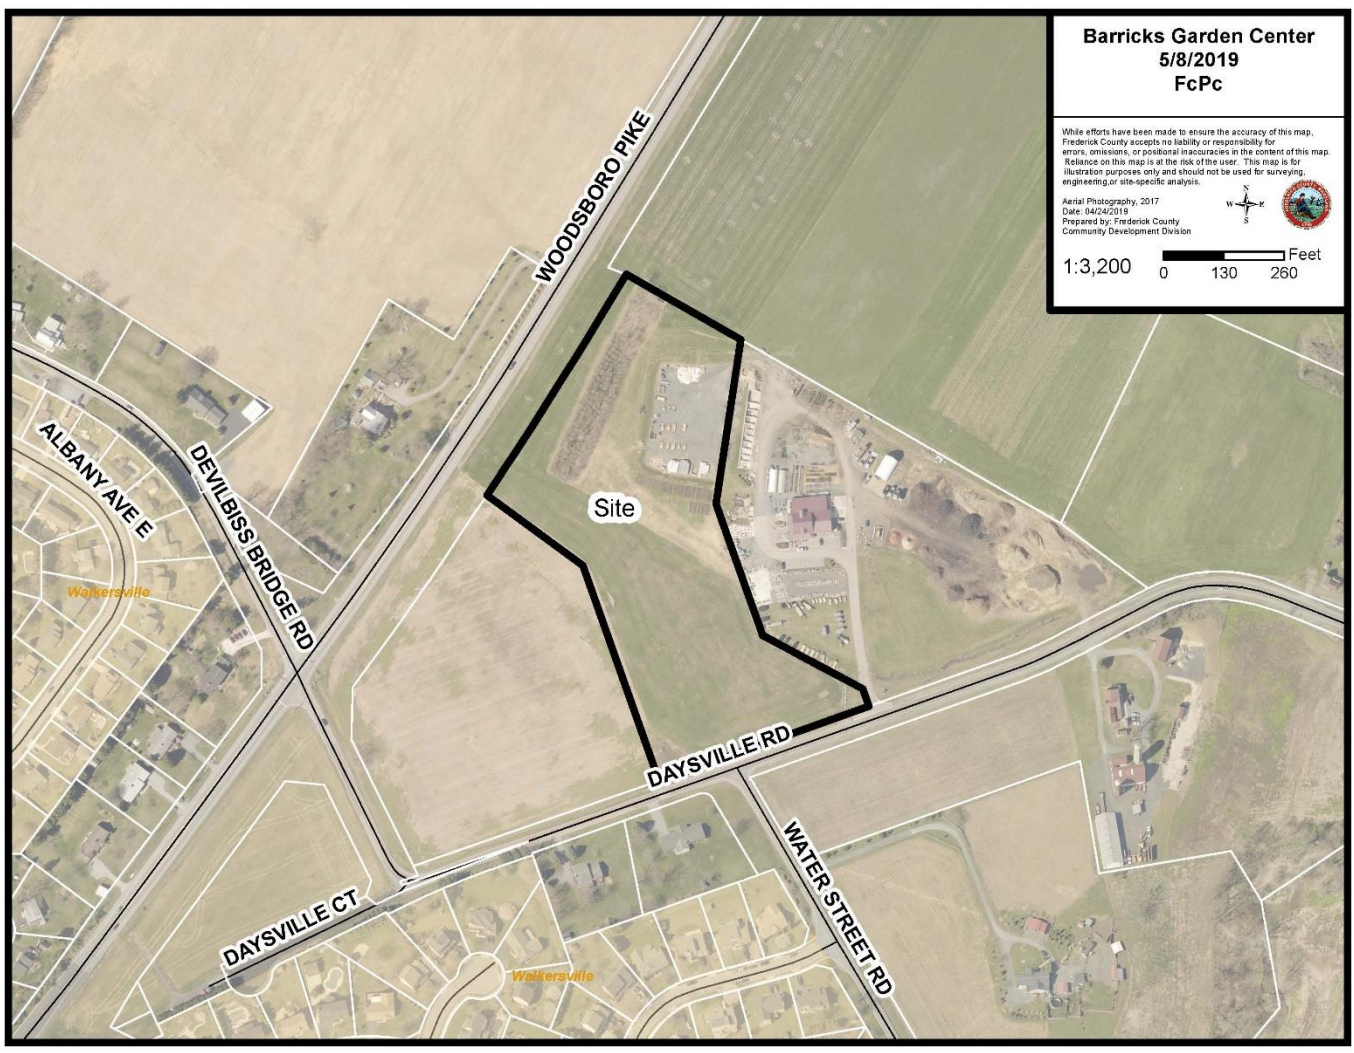 Barricks Garden Center
5/8/2019
FcPc
While efforts have been made to ensure the accuracy of this map,
Frederick County accepts no liability or responsibility for
errors, omissions, or positional inaccuracies in the content of this map.
Reliance on this map is at the risk of the user. This map is for
illustration purposes only and should not be used for surveying,
engineering,or site-specific analysis.
Aerial Photography, 2017
Date: 04/24/2019
Prepared by: Frederick County
Community Development Division
N
W E
S
1:3,200
Feet
0 130 260
WOODSBORO PIKE
ALBANY AVE E
DEVILBISS BRIDGE RD
Site
Walkersville
DAYSVILLE RD
WATER STREET RD
DAYSVILLE CT
Walkersville